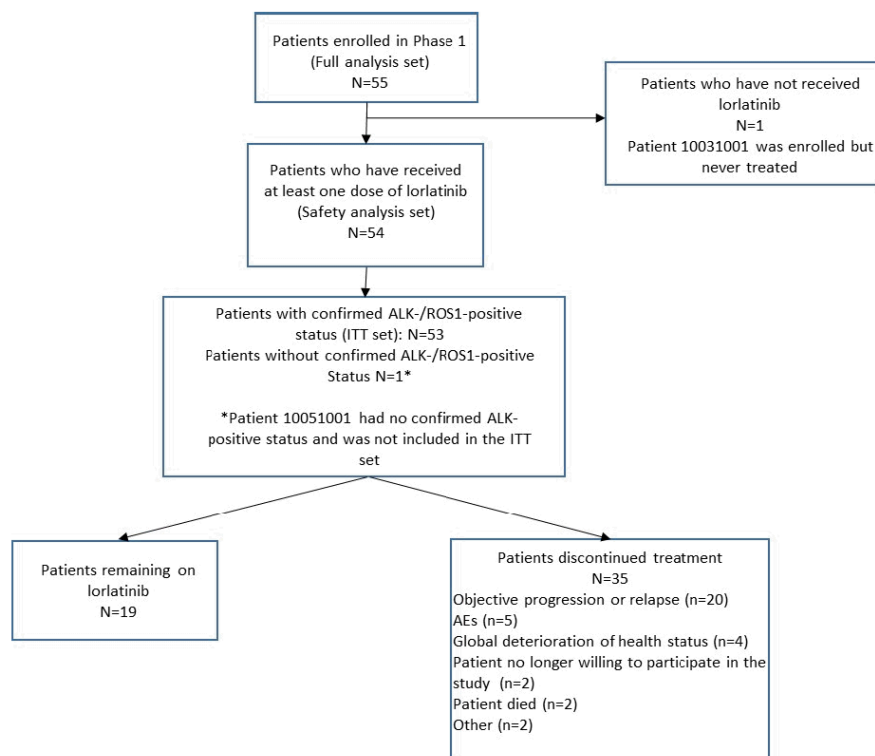 Patients enrolled in Phase 1
(Full analysis set)
N=55
Patients who have not received
lorlatinib
N=1
Patient 10031001 was enrolled but
never treated
Patients who have received
at least one dose of lorlatinib
(Safety analysis set)
N=54
Patients with confirmed ALK-/ROS1-positive
status (ITT set): N=53
Patients without confirmed ALK-/ROS1-positive
Status N=1*
*Patient 10051001 had no confirmed ALK-
positive status and was not included in the ITT
set
Patients remaining on
lorlatinib
N=19
Patients discontinued treatment
N=35
Objective progression or relapse (n=20)
AEs (n=5)
Global deterioration of health status (n=4)
Patient no longer willing to participate in the
study (n=2)
Patient died (n=2)
Other (n=2)